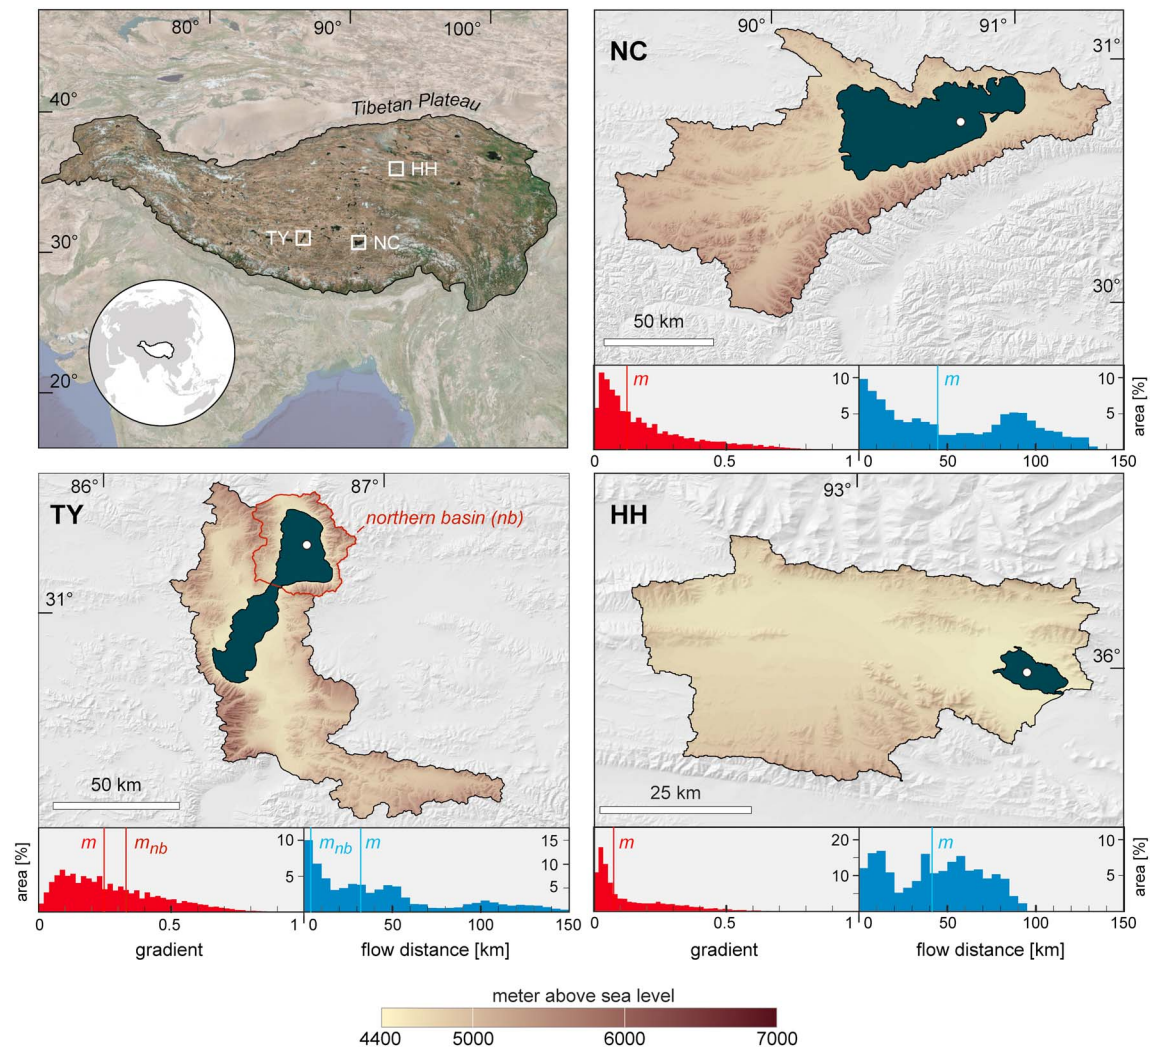 80°
90°
100°
40°
30°
20°
Tibetan Plateau
HH
TY
NC
NC
90°
91°
31°
30°
50 km
m
m
10
5
10
5
area [%]
0
0.5
1
0
50
100
150
TY
86°
87°
31°
northern basin (nb)
50 km
area [%]
m
mnb
10
5
mnb
m
15
10
5
0
0.5
1
0
50
100
150
gradient
flow distance [km]
HH
93°
36°
25 km
m
20
10
m
10
5
area [%]
0
0.5
1
0
50
100
150
gradient
flow distance [km]
meter above sea level
4400
5000
6000
7000